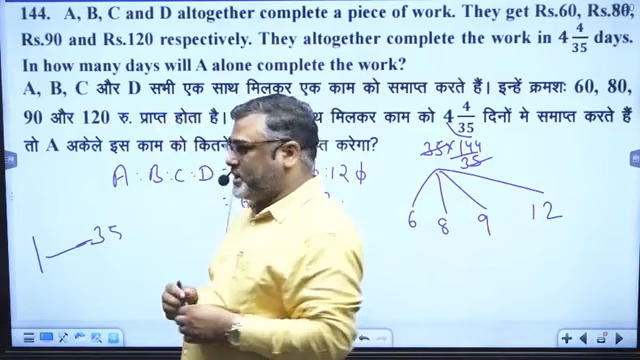 144. A, B, C and D altogether complete a piece of work. They get Rs.60, Rs.80,
Rs.90 and Rs.120 respectively. They altogether complete the work in 4 4/35 days.
In how many days will A alone complete the work?
A, B, C और D सभी एक साथ मिलकर एक काम को समाप्त करते हैं। इन्हें क्रमशः 60, 80,
90 और 120 रु. प्राप्त होता है। मिलकर काम को 4 4/35 दिनों मे समाप्त करते हैं
तो A अकेले इस काम को करेगा?
35 × 144/35
A : B : C : D : 120
6 8 9 12
1 35